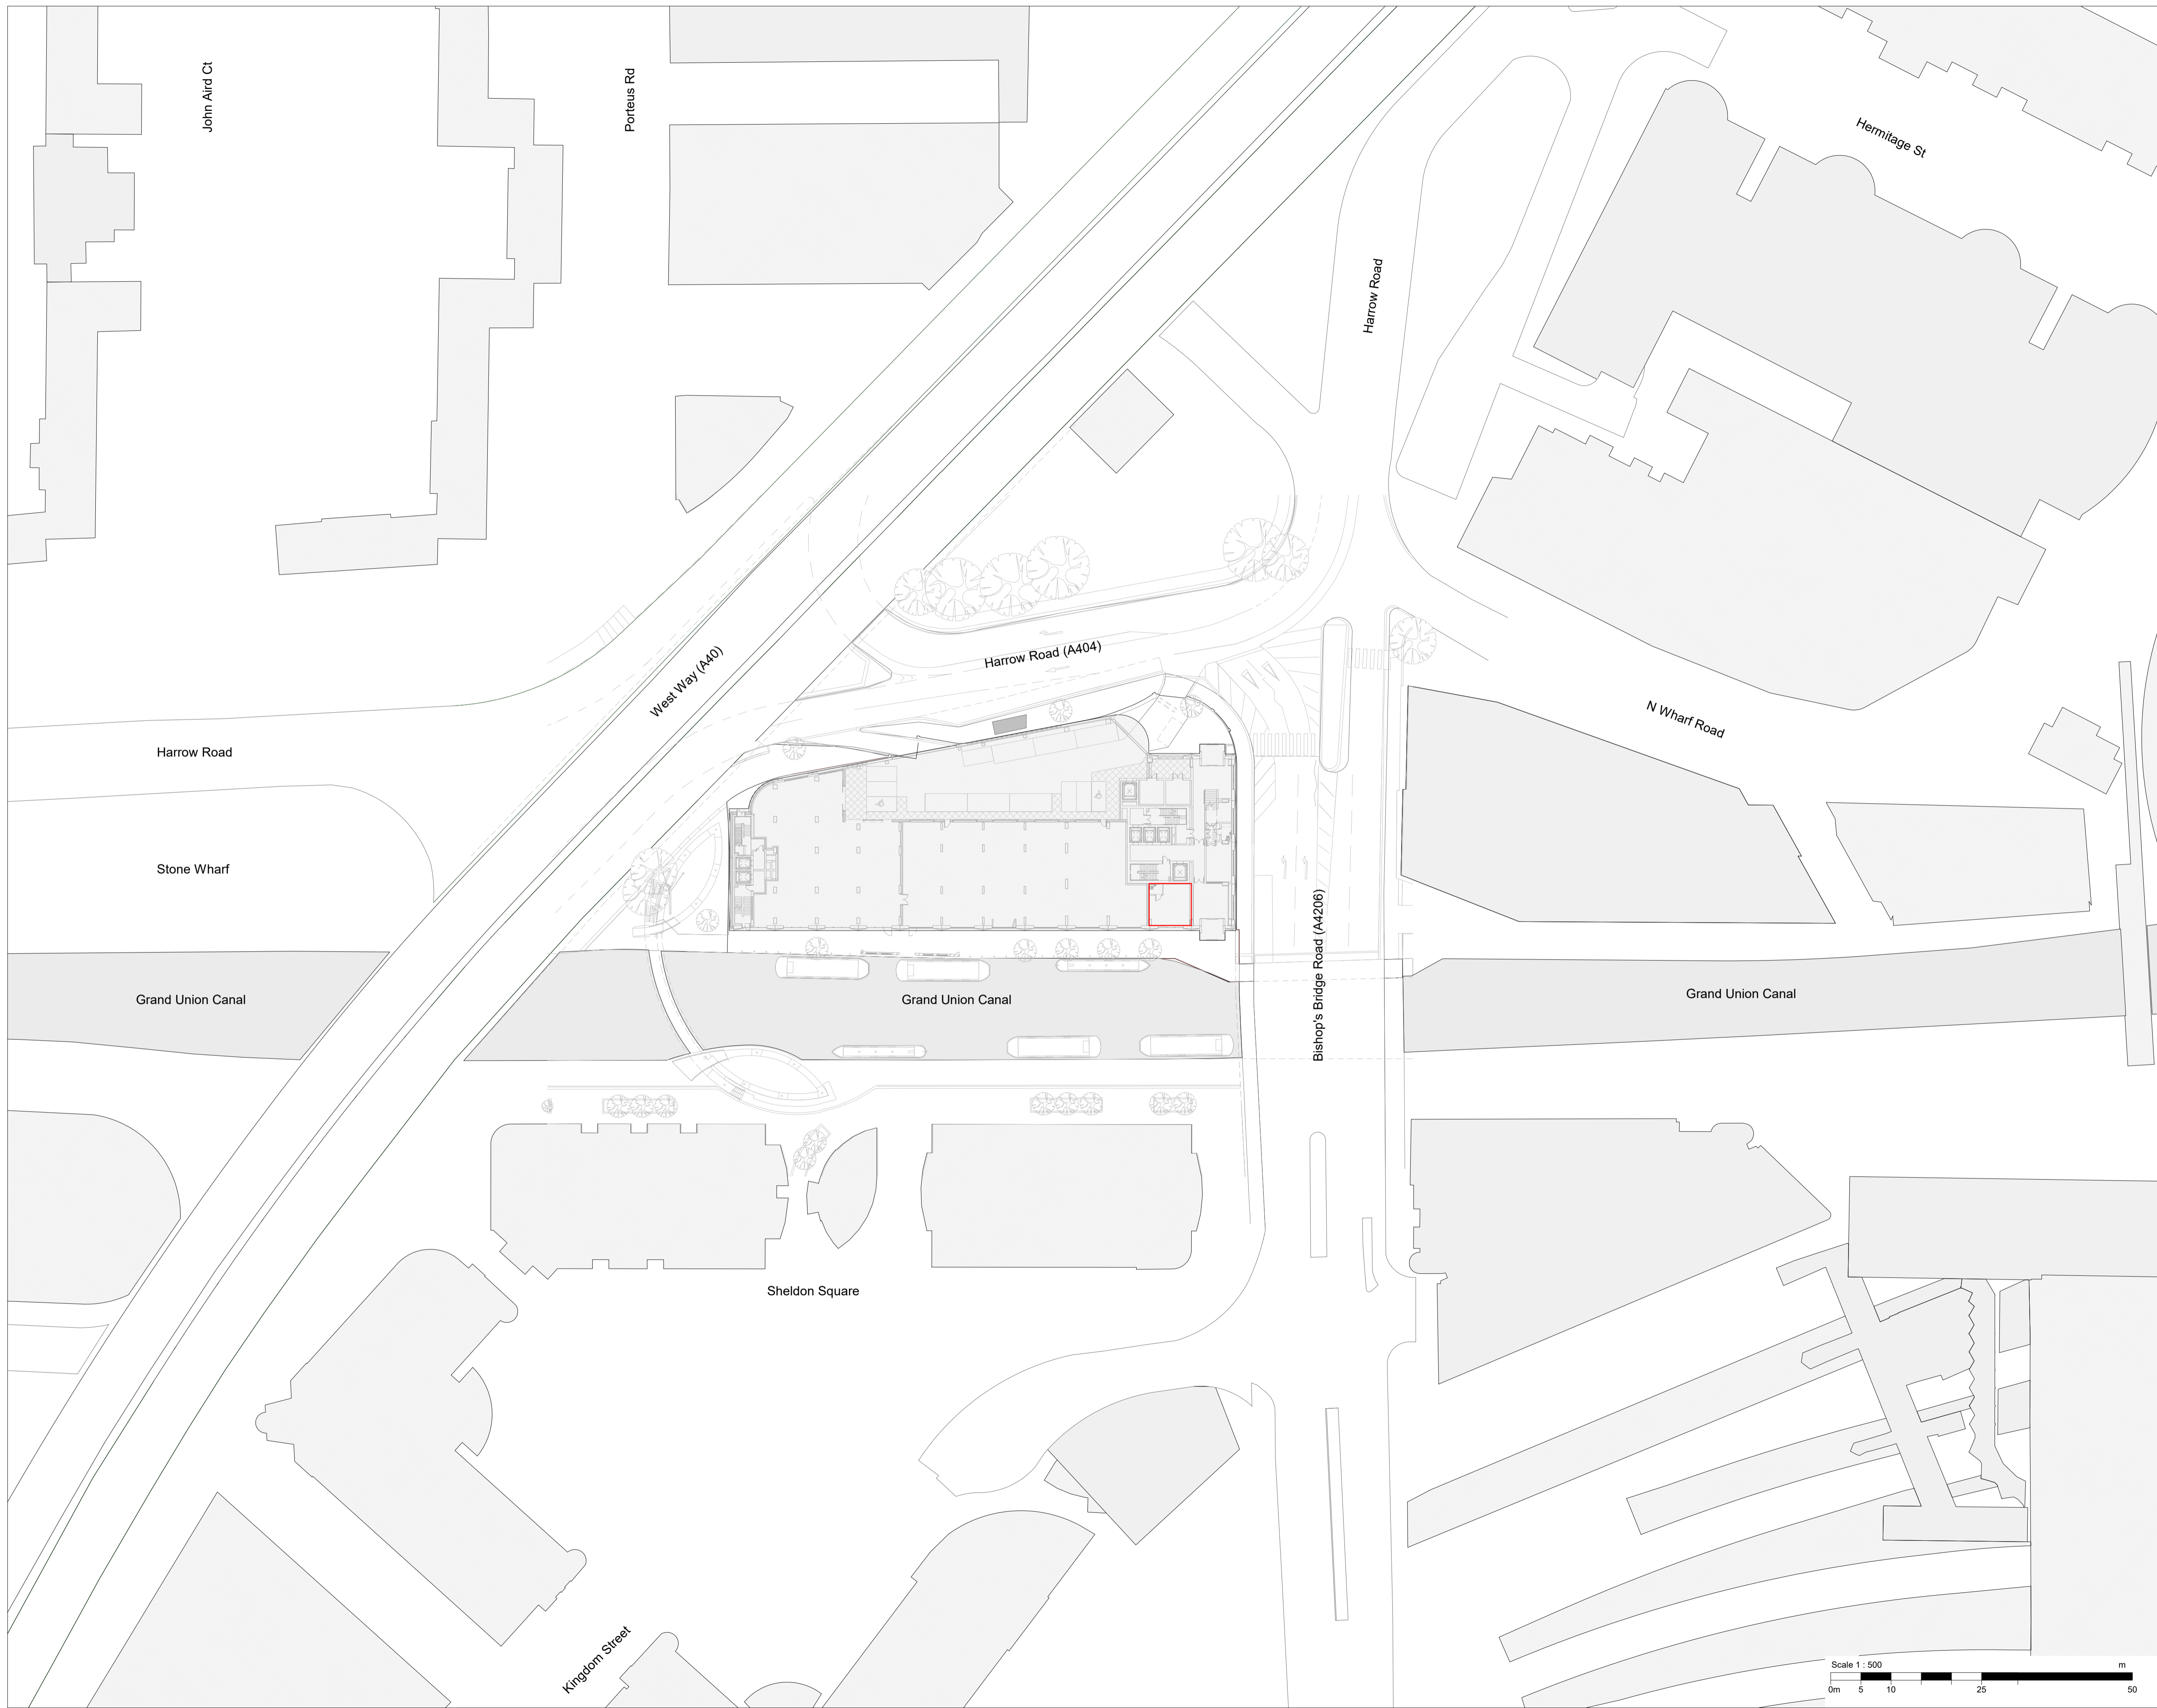 John Aird Ct
Porteus Rd
Hermitage St
Harrow Road
Harrow Road (A404)
West Way (A40)
N Wharf Road
Harrow Road
Stone Wharf
Bishop's Bridge Road (A4206)
Grand Union Canal
Grand Union Canal
Grand Union Canal
Sheldon Square
Kingdom Street
Scale 1 : 500 m
0m 5 10 25 50